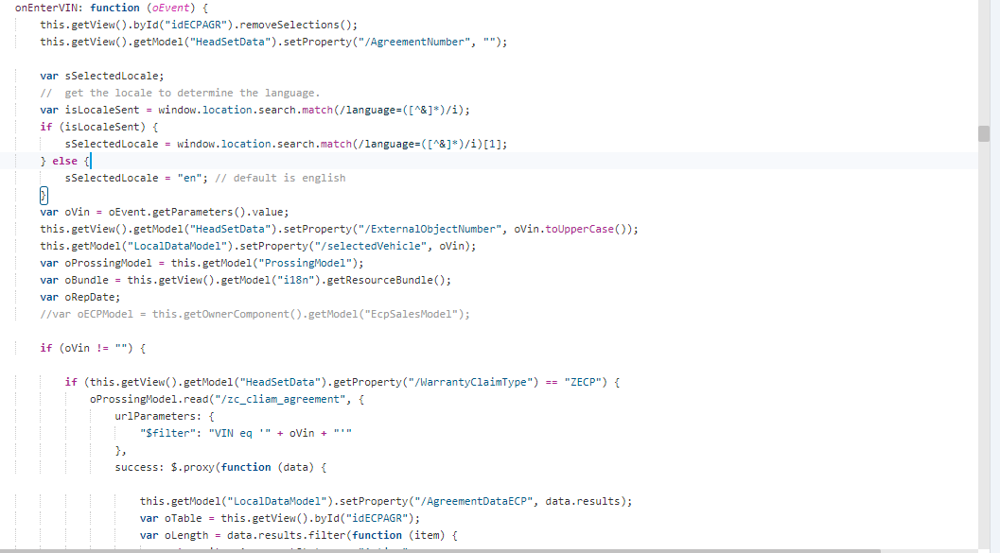 onEnterVIN: function (oEvent) {
this.getView().byId("idECPAGR").removeSelections();
this.getView().getModel("HeadSetData").setProperty("/AgreementNumber", "");
var sSelectedLocale;
//  get the locale to determine the language.
var isLocaleSent = window.location.search.match(/language=([^&]*)/i);
if (isLocaleSent) {
sSelectedLocale = window.location.search.match(/language=([^&]*)/i)[1];
} else {
sSelectedLocale = "en"; // default is english
}
var oVin = oEvent.getParameters().value;
this.getView().getModel("HeadSetData").setProperty("/ExternalObjectNumber", oVin.toUpperCase());
this.getModel("LocalDataModel").setProperty("/selectedVehicle", oVin);
var oProssingModel = this.getModel("ProssingModel");
var oBundle = this.getView().getModel("i18n").getResourceBundle();
var oRepDate;
//var oECPModel = this.getOwnerComponent().getModel("EcpSalesModel");
if (oVin != "") {
if (this.getView().getModel("HeadSetData").getProperty("/WarrantyClaimType") == "ZECP") {
oProssingModel.read("/zc_cliam_agreement", {
urlParameters: {
"$filter": "VIN eq '" + oVin + "'"
},
success: $.proxy(function (data) {
this.getModel("LocalDataModel").setProperty("/AgreementDataECP", data.results);
var oTable = this.getView().byId("idECPAGR");
var oLength = data.results.filter(function (item) {